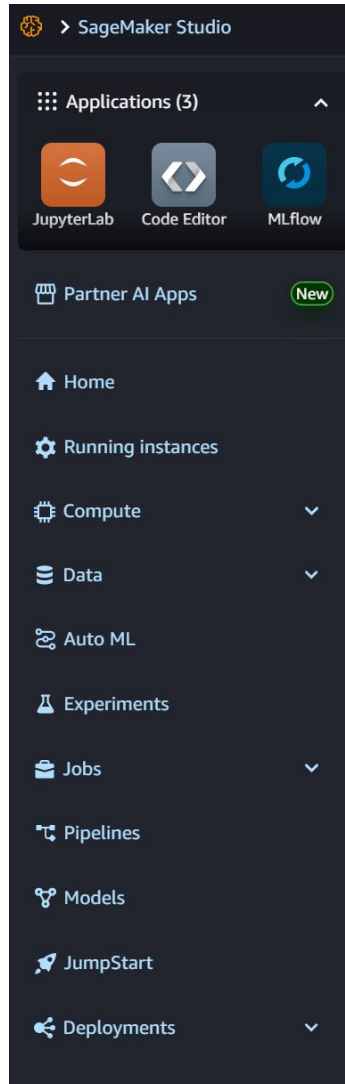 SageMaker Studio
Applications (3)
JupyterLab Code Editor MLflow
Partner AI Apps New
Home
Running instances
Compute
Data
Auto ML
Experiments
Jobs
Pipelines
Models
JumpStart
Deployments